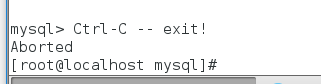 mysql> Ctrl-C -- exit!
Aborted
[root@localhost mysql]#